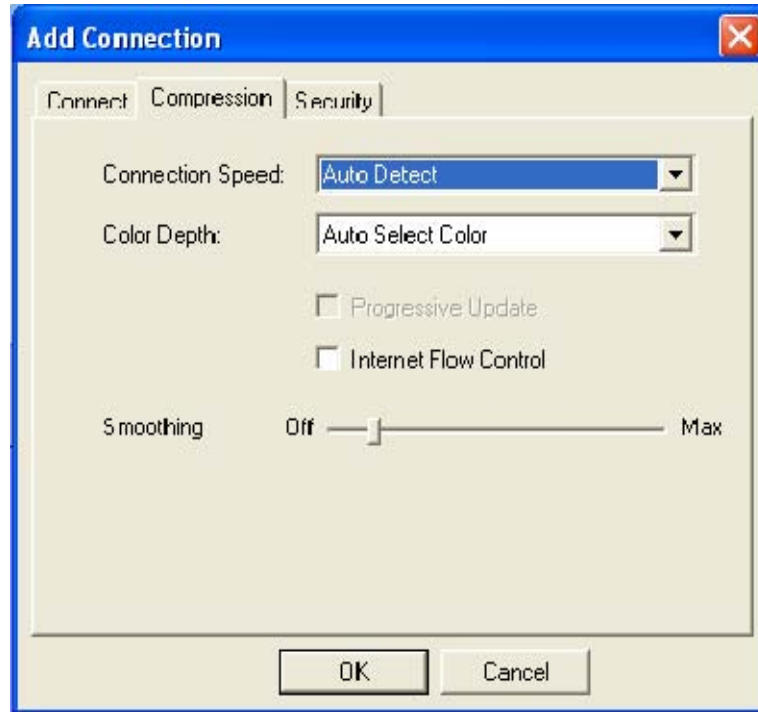 Add Connection
Connect Compression Security
Connection Speed: Auto Detect
Color Depth: Auto Select Color
Progressive Update
Internet Flow Control
Smoothing Off Max
OK Cancel